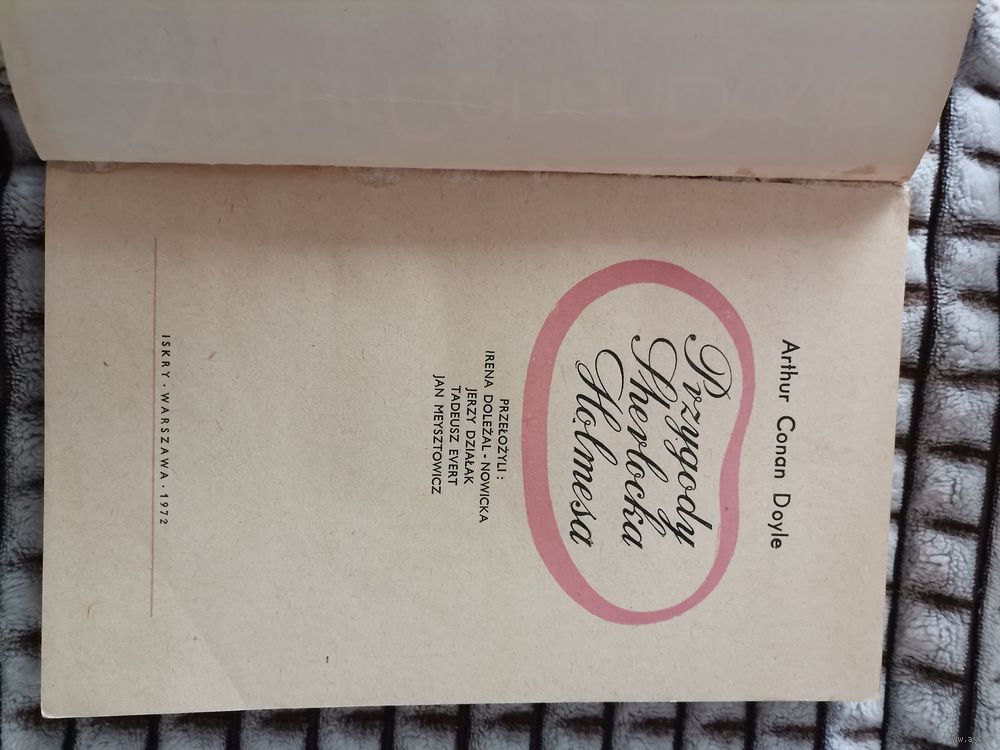 Arthur Conan Doyle
Przygody
Sherlocka
Holmesa
PRZEŁOŻYLI :
IRENA DOLEŻAL - NOWICKA
JERZY DZIAŁAK
TADEUSZ EVERT
JAN MEYSZTOWICZ
ISKRY · WARSZAWA · 1972